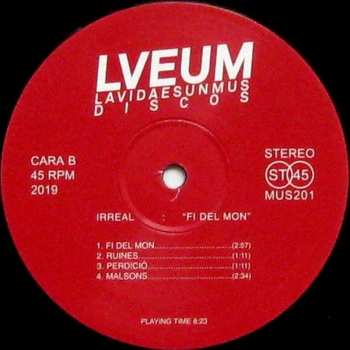 LVEUM
LAVIDAESUNMUS
DISCOS
CARA B
45 RPM
2019
STEREO
ST 45
MUS201
IRREAL : "FI DEL MON"
1. FI DEL MON (2:57)
2. RUINES (1:11)
3. PERDICIÓ (1:11)
4. MALSONS (2:34)
PLAYING TIME 8:23